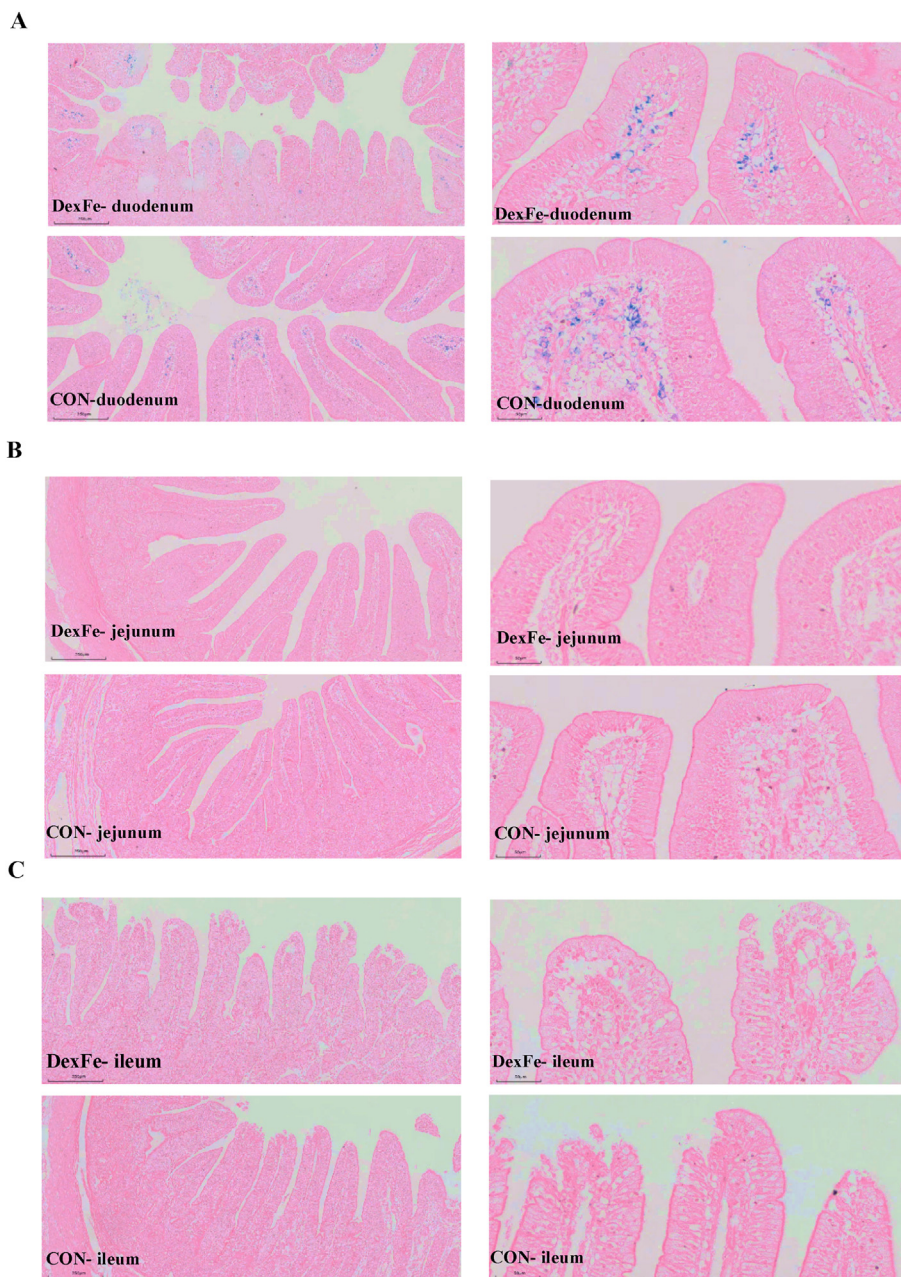 A
DexFe- duodenum
DexFe-duodenum
CON-duodenum
CON-duodenum
B
DexFe- jejunum
DexFe- jejunum
CON- jejunum
CON- jejunum
C
DexFe- ileum
DexFe- ileum
CON- ileum
CON- ileum